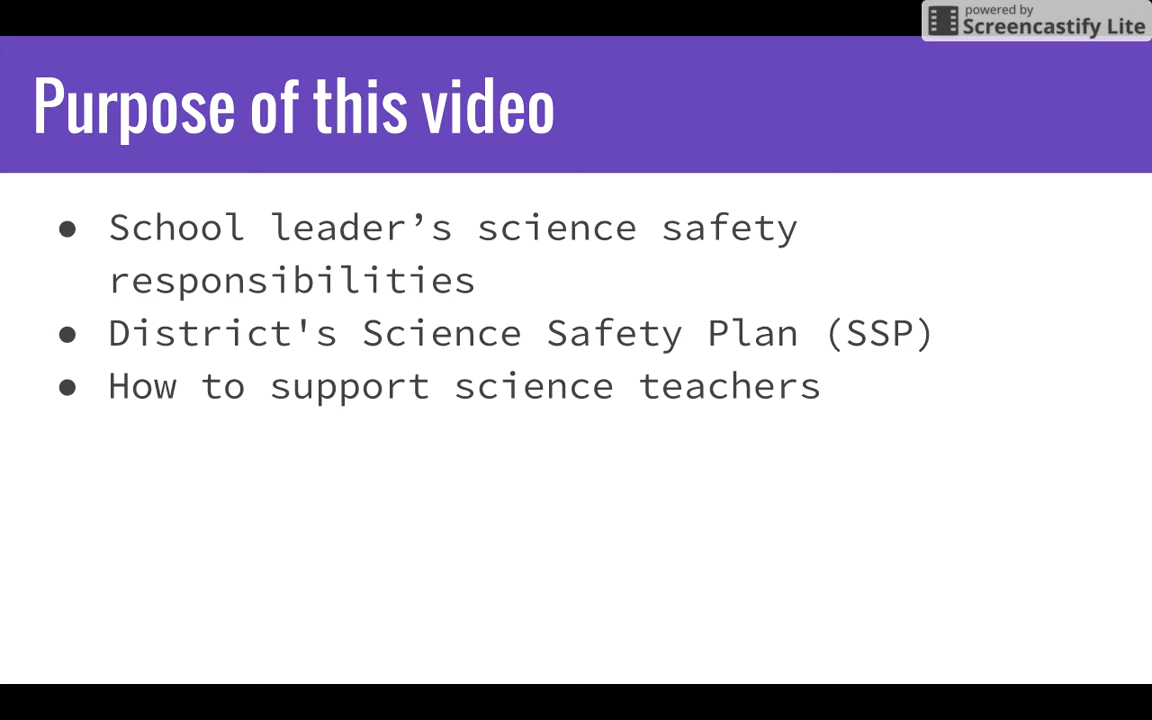 powered by
Screencastify Lite
Purpose of this video
● School leader’s science safety
responsibilities
● District's Science Safety Plan (SSP)
● How to support science teachers